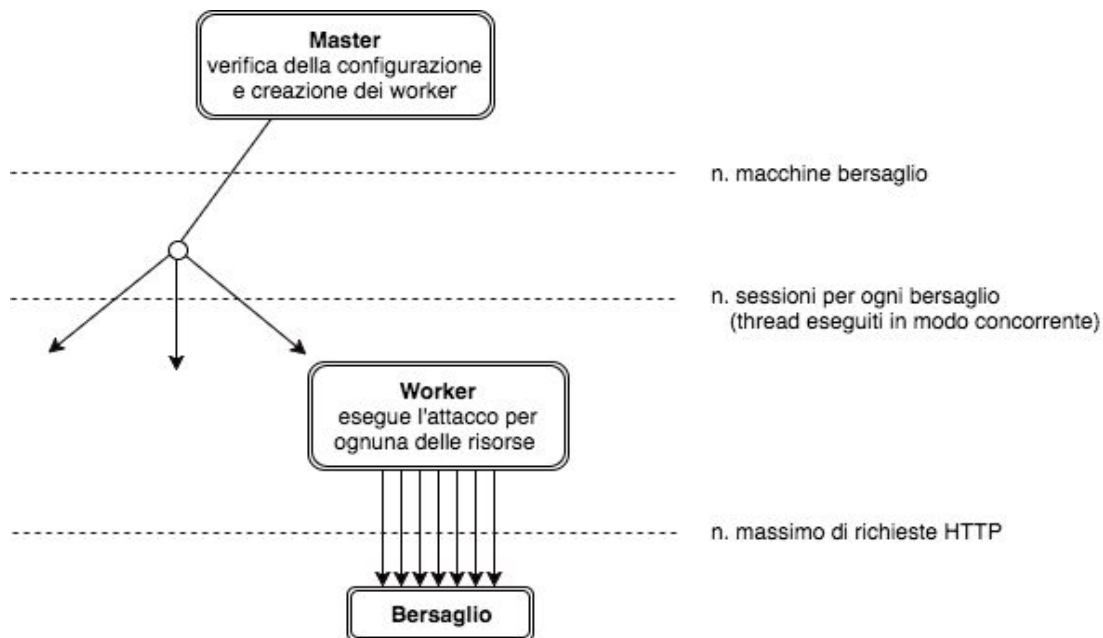 Master
verifica della configurazione
e creazione dei worker
n. macchine bersaglio
n. sessioni per ogni bersaglio
(thread eseguiti in modo concorrente)
Worker
esegue l'attacco per
ognuna delle risorse
n. massimo di richieste HTTP
Bersaglio